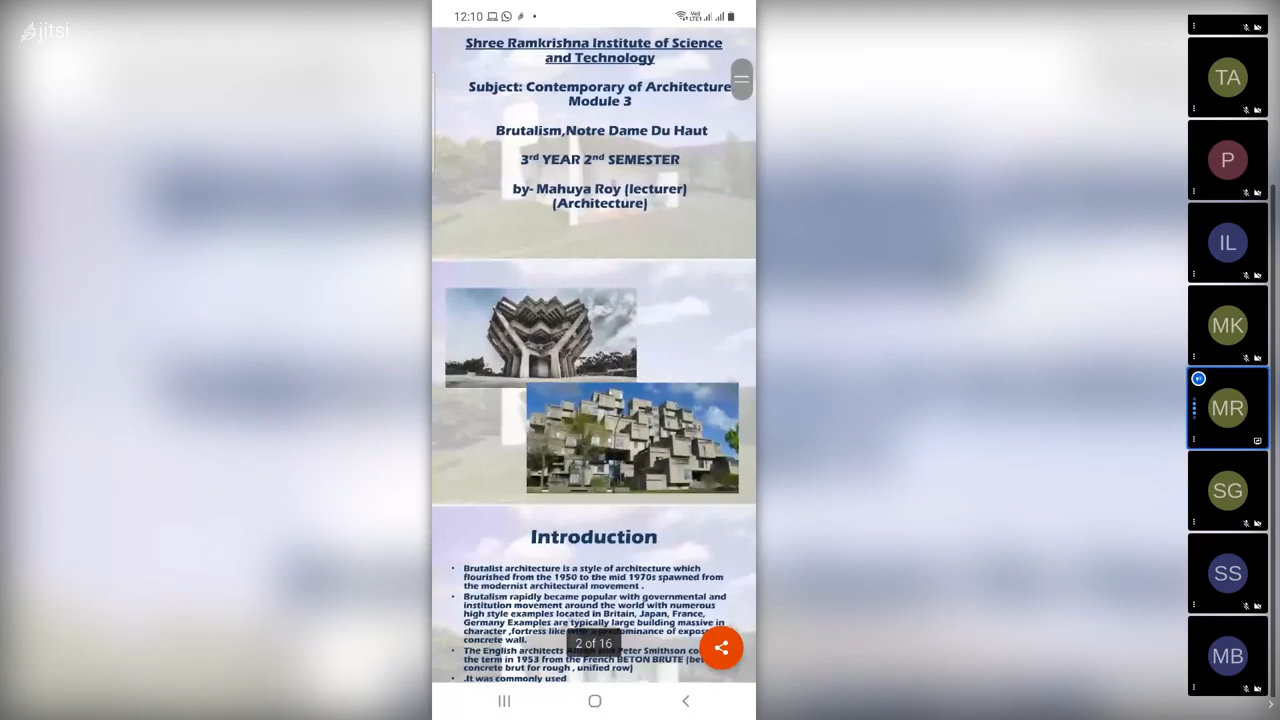 jitsi
12:10
Shree Ramkrishna Institute of Science
and Technology
Subject: Contemporary of Architecture
Module 3
Brutalism,Notre Dame Du Haut
3rd YEAR 2nd SEMESTER
by- Mahuya Roy (lecturer)
(Architecture)
Introduction
• Brutalist architecture is a style of architecture which
flourished from the 1950 to the mid 1970s spawned from
the modernist architectural movement .
• Brutalism rapidly became popular with governmental and
institution movement around the world with numerous
high style examples located in Britain, Japan, France,
Germany Examples are typically large building massive in
character ,fortress like
concrete wall.
• The English architects
the term in 1953 from the French BETON BRUTE
concrete brut for rough , unified row)
• .It was commonly used
2 of 16
TA
P
IL
MK
MR
SG
SS
MB